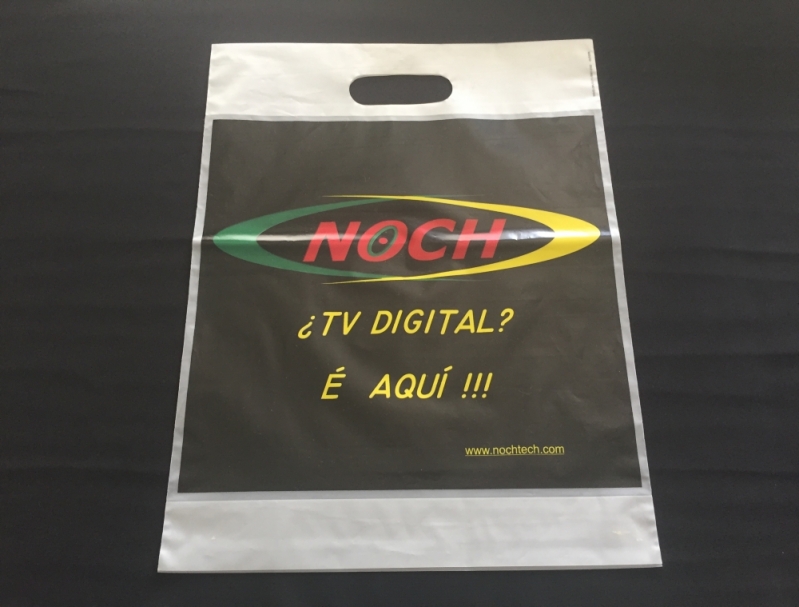 NOCH
¿TV DIGITAL?
É AQUÍ !!!
www.nochtech.com